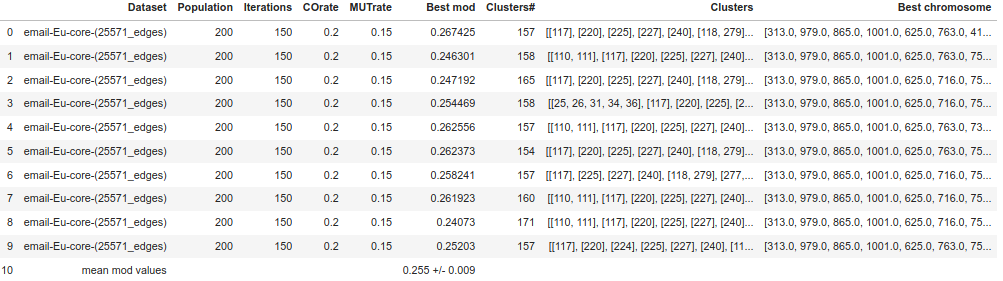 Dataset Population Iterations COrate MUTrate Best mod Clusters# Clusters Best chromosome
0 email-Eu-core-(25571_edges) 200 150 0.2 0.15 0.267425 157 [[117], [220], [225], [227], [240], [118, 279]... [313.0, 979.0, 865.0, 1001.0, 625.0, 763.0, 41...
1 email-Eu-core-(25571_edges) 200 150 0.2 0.15 0.246301 158 [[110, 111], [117], [220], [225], [227], [240]... [313.0, 979.0, 865.0, 1001.0, 625.0, 763.0, 75...
2 email-Eu-core-(25571_edges) 200 150 0.2 0.15 0.247192 165 [[117], [220], [225], [227], [240], [118, 279]... [313.0, 979.0, 865.0, 1001.0, 625.0, 716.0, 75...
3 email-Eu-core-(25571_edges) 200 150 0.2 0.15 0.254469 158 [[25, 26, 31, 34, 36], [117], [220], [225], [2... [313.0, 979.0, 865.0, 1001.0, 625.0, 716.0, 75...
4 email-Eu-core-(25571_edges) 200 150 0.2 0.15 0.262556 157 [[110, 111], [117], [220], [225], [227], [240]... [313.0, 979.0, 865.0, 1001.0, 625.0, 763.0, 73...
5 email-Eu-core-(25571_edges) 200 150 0.2 0.15 0.262373 154 [[117], [220], [225], [227], [240], [118, 279]... [313.0, 979.0, 865.0, 1001.0, 625.0, 763.0, 75...
6 email-Eu-core-(25571_edges) 200 150 0.2 0.15 0.258241 157 [[117], [225], [227], [240], [118, 279], [277,... [313.0, 979.0, 865.0, 1001.0, 625.0, 716.0, 75...
7 email-Eu-core-(25571_edges) 200 150 0.2 0.15 0.261923 160 [[110, 111], [117], [220], [225], [227], [240]... [313.0, 979.0, 865.0, 1001.0, 625.0, 716.0, 75...
8 email-Eu-core-(25571_edges) 200 150 0.2 0.15 0.24073 171 [[110, 111], [117], [220], [225], [227], [240]... [313.0, 979.0, 865.0, 1001.0, 625.0, 716.0, 75...
9 email-Eu-core-(25571_edges) 200 150 0.2 0.15 0.25203 157 [[117], [220], [224], [225], [227], [240], [11... [313.0, 979.0, 865.0, 1001.0, 625.0, 763.0, 75...
10 mean mod values 0.255 +/- 0.009